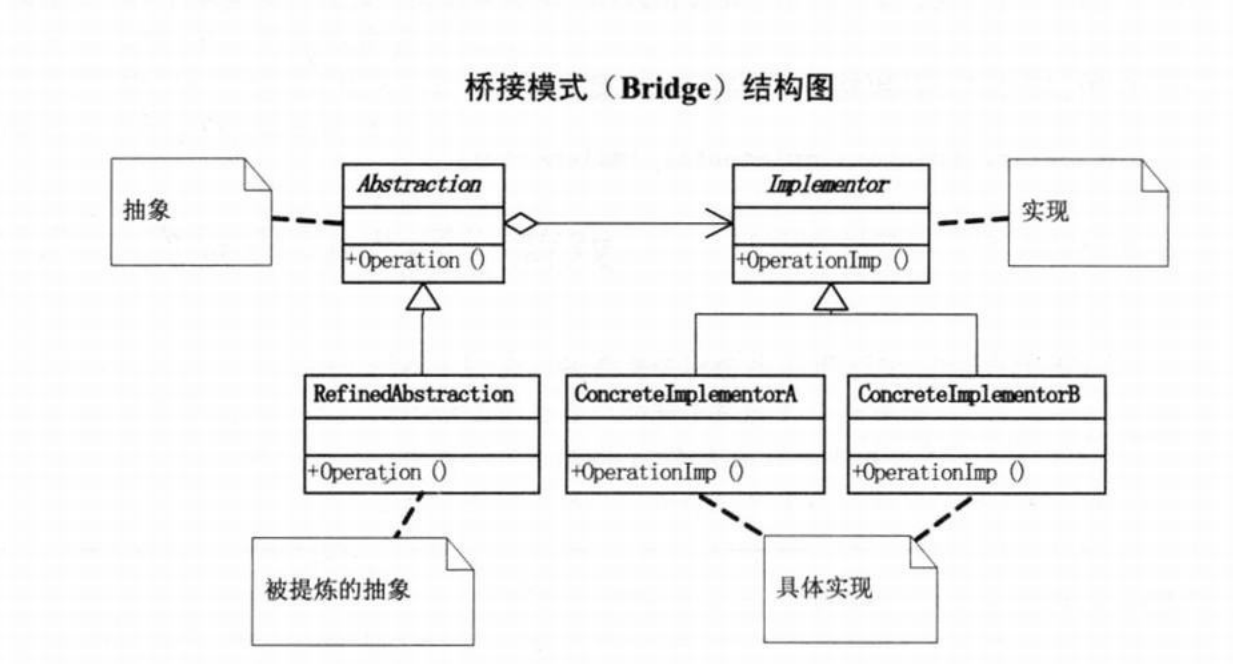 桥接模式（Bridge）结构图
抽象
Abstraction
+Operation ()
Implementor
+OperationImp ()
实现
RefinedAbstraction
+Operation ()
ConcreteImplementorA
+OperationImp ()
ConcreteImplementorB
+OperationImp ()
被提炼的抽象
具体实现